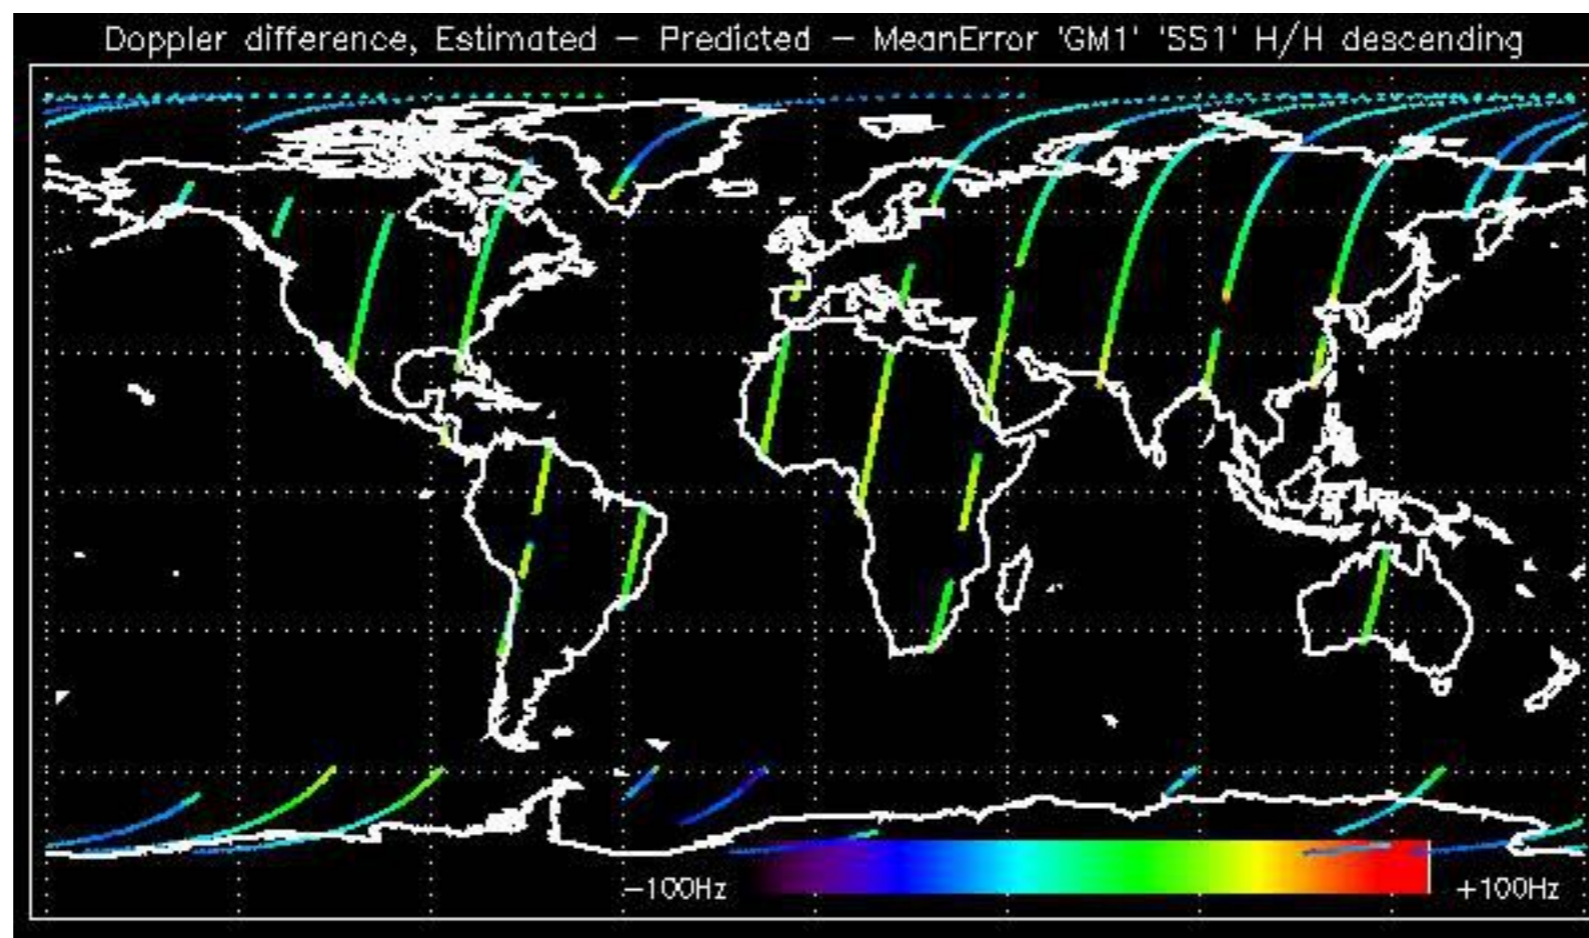 Doppler difference, Estimated – Predicted – MeanError 'GM1' 'SS1' H/H descending
–100Hz
+100Hz